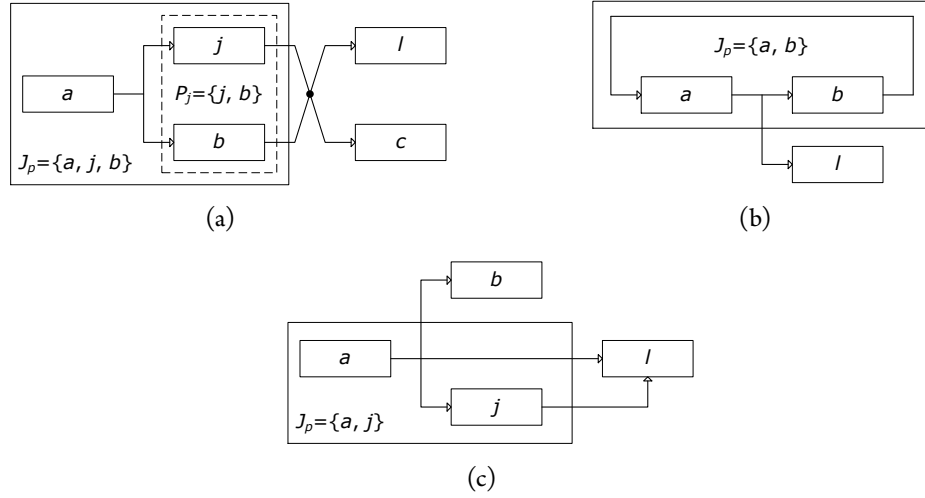 j
l
a
P_j={j, b}
b
c
J_p={a, j, b}
(a)
J_p={a, b}
a
b
l
(b)
b
a
l
j
J_p={a, j}
(c)